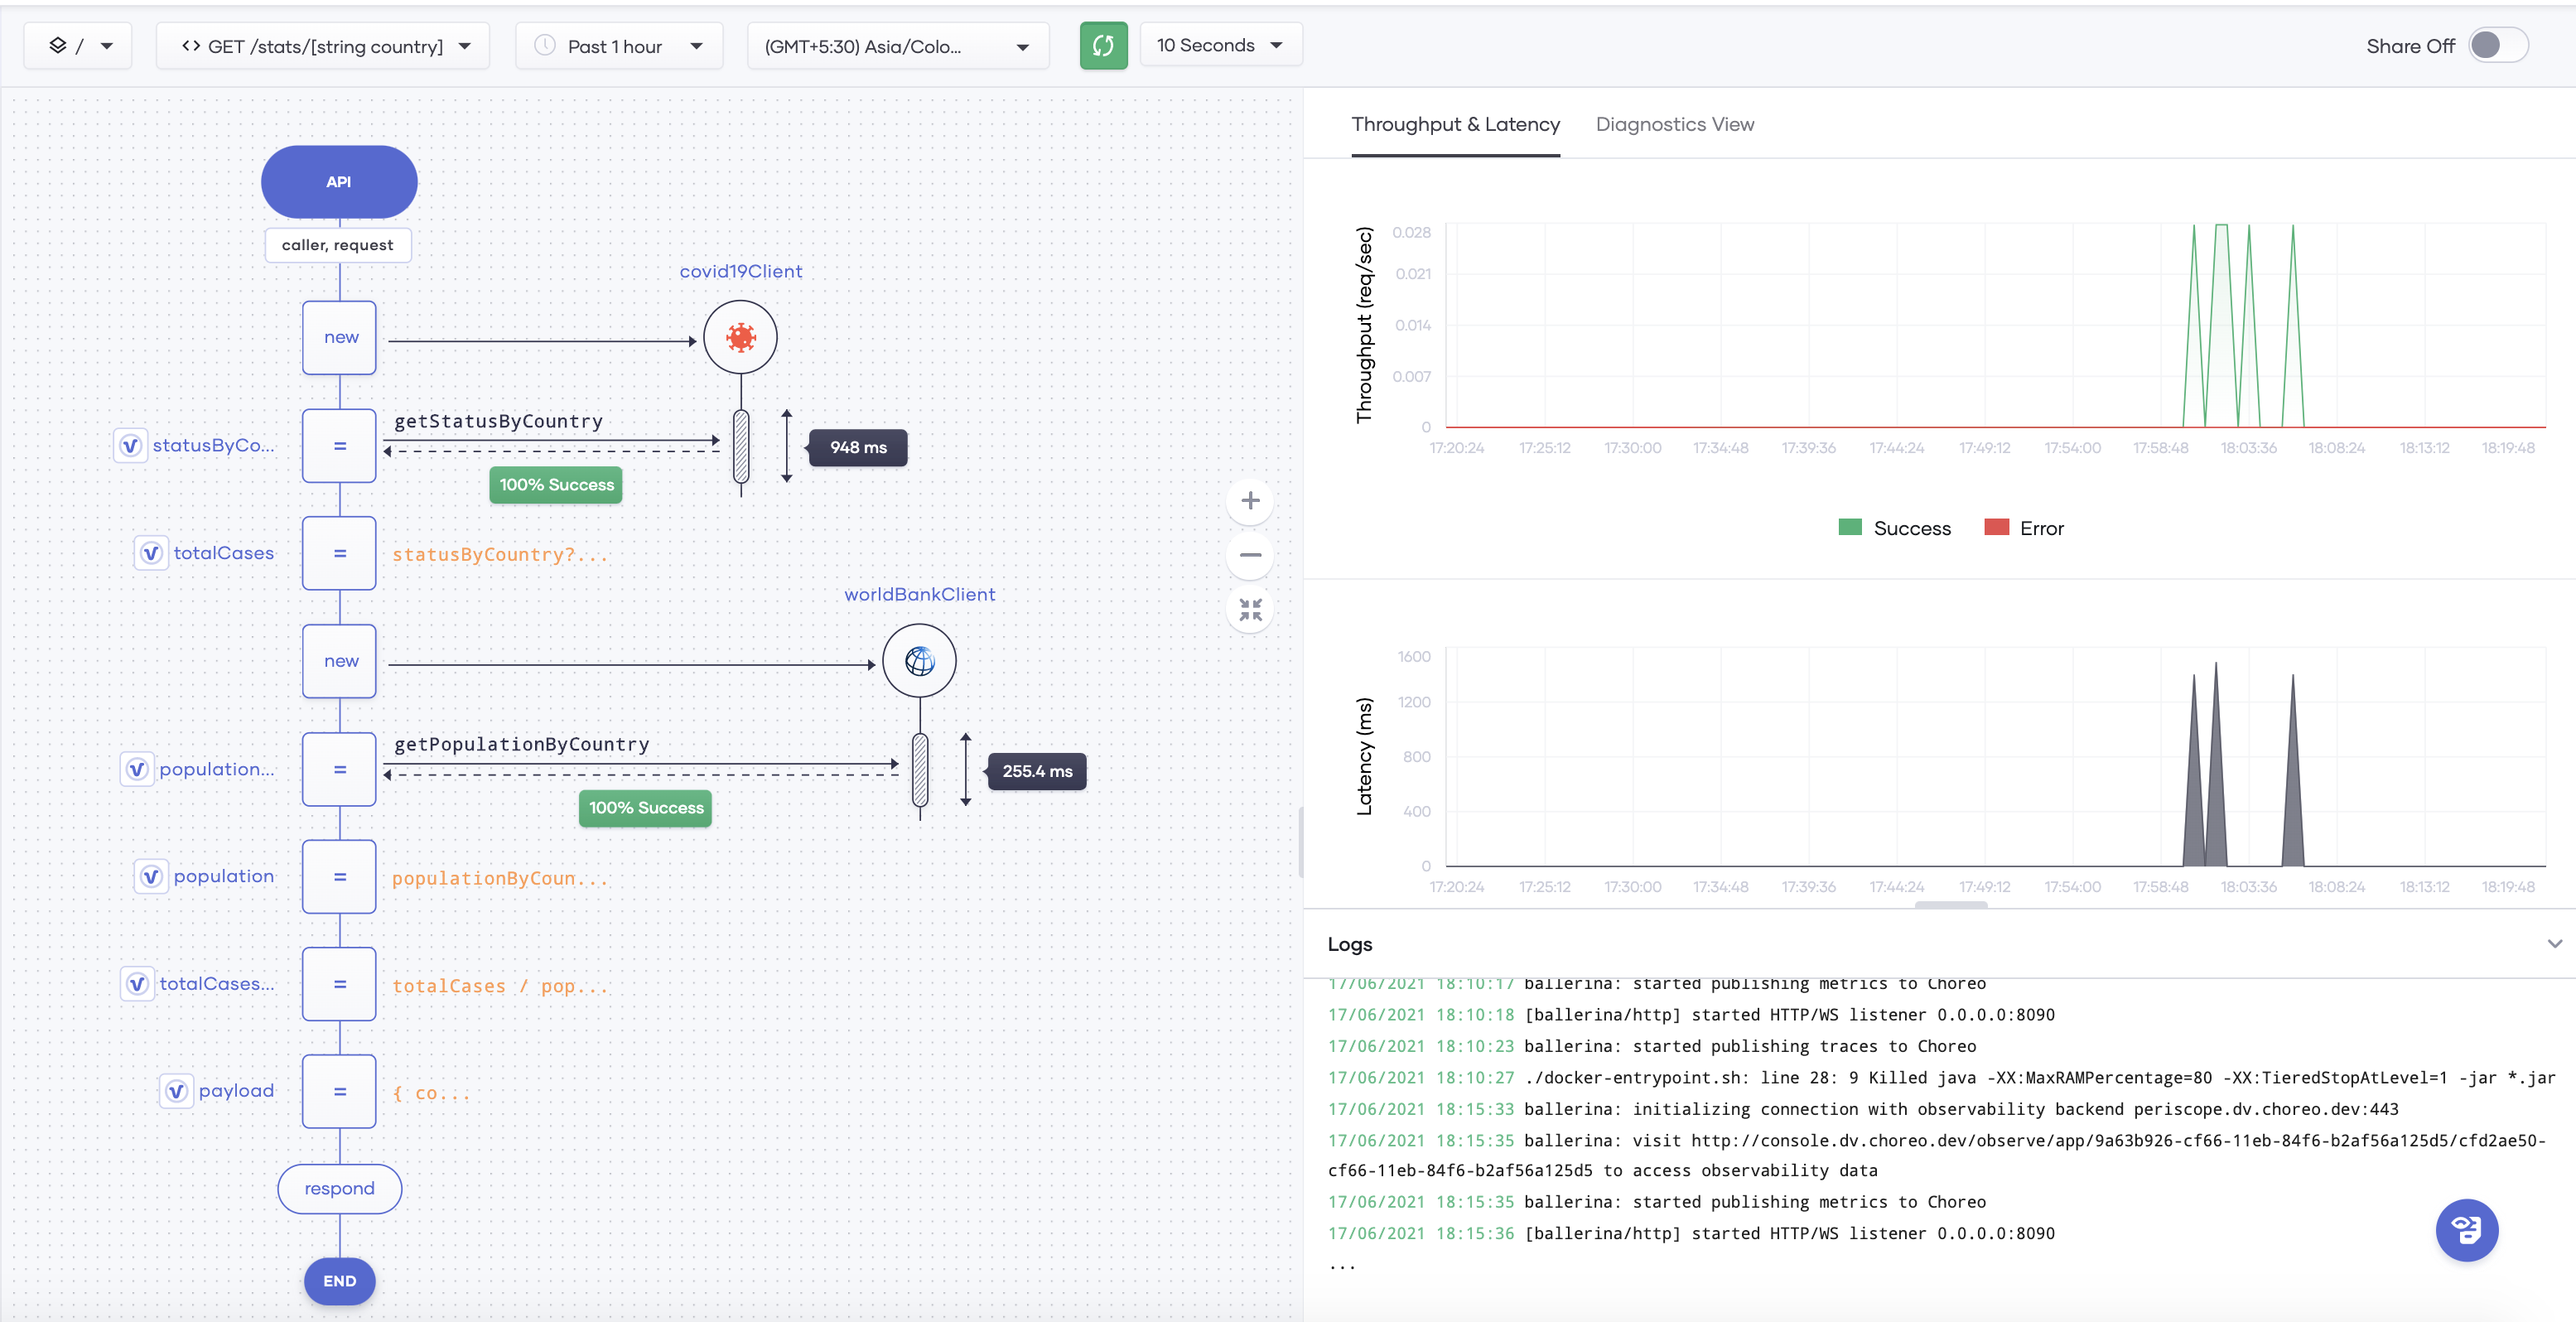 /
GET /stats/[string country]
Past 1 hour
(GMT+5:30) Asia/Colo...
10 Seconds
Share Off
API
caller, request
new
covid19Client
statusByCo...
=
getStatusByCountry
948 ms
100% Success
totalCases
=
statusByCountry?...
new
worldBankClient
population...
=
getPopulationByCountry
255.4 ms
100% Success
population
=
populationByCoun...
totalCases...
=
totalCases / pop...
payload
=
{ co...
respond
END
Throughput & Latency
Diagnostics View
Throughput (req/sec)
0.028
0.021
0.014
0.007
0
17:20:24 17:25:12 17:30:00 17:34:48 17:39:36 17:44:24 17:49:12 17:54:00 17:58:48 18:03:36 18:08:24 18:13:12 18:19:48
Success
Error
Latency (ms)
1600
1200
800
400
0
17:20:24 17:25:12 17:30:00 17:34:48 17:39:36 17:44:24 17:49:12 17:54:00 17:58:48 18:03:36 18:08:24 18:13:12 18:19:48
Logs
17/06/2021 18:10:17 ballerina: started publishing metrics to Choreo
17/06/2021 18:10:18 [ballerina/http] started HTTP/WS listener 0.0.0.0:8090
17/06/2021 18:10:23 ballerina: started publishing traces to Choreo
17/06/2021 18:10:27 ./docker-entrypoint.sh: line 28: 9 Killed java -XX:MaxRAMPercentage=80 -XX:TieredStopAtLevel=1 -jar *.jar
17/06/2021 18:15:33 ballerina: initializing connection with observability backend periscope.dv.choreo.dev:443
17/06/2021 18:15:35 ballerina: visit http://console.dv.choreo.dev/observe/app/9a63b926-cf66-11eb-84f6-b2af56a125d5/cfd2ae50-
cf66-11eb-84f6-b2af56a125d5 to access observability data
17/06/2021 18:15:35 ballerina: started publishing metrics to Choreo
17/06/2021 18:15:36 [ballerina/http] started HTTP/WS listener 0.0.0.0:8090
...